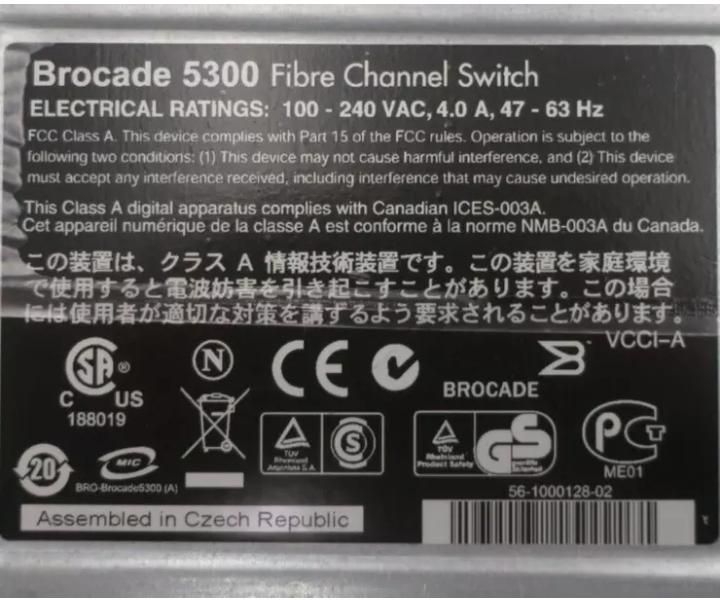 Brocade 5300 Fibre Channel Switch
ELECTRICAL RATINGS: 100 - 240 VAC, 4.0 A, 47 - 63 Hz
FCC Class A. This device complies with Part 15 of the FCC rules. Operation is subject to the
following two conditions: (1) This device may not cause harmful interference, and (2) This device
must accept any interference received, including interference that may cause undesired operation.
This Class A digital apparatus complies with Canadian ICES-003A.
Cet appareil numérique de la classe A est conforme à la norme NMB-003A du Canada.
この装置は、クラス A 情報技術装置です。この装置を家庭環境
で使用すると電波妨害を引き起こすことがあります。この場合
には使用者が適切な対策を講ずるよう要求されることがあります。
VCCI-A
SA ®
C US
188019
N
CE
BROCADE
TÜV
Rheinland
Argentina S.A.
S
TÜV
Rheinland
Product Safety
GS
PCT
ME01
20
MIC
BRO-Brocade5300 (A)
56-1000128-02
Assembled in Czech Republic